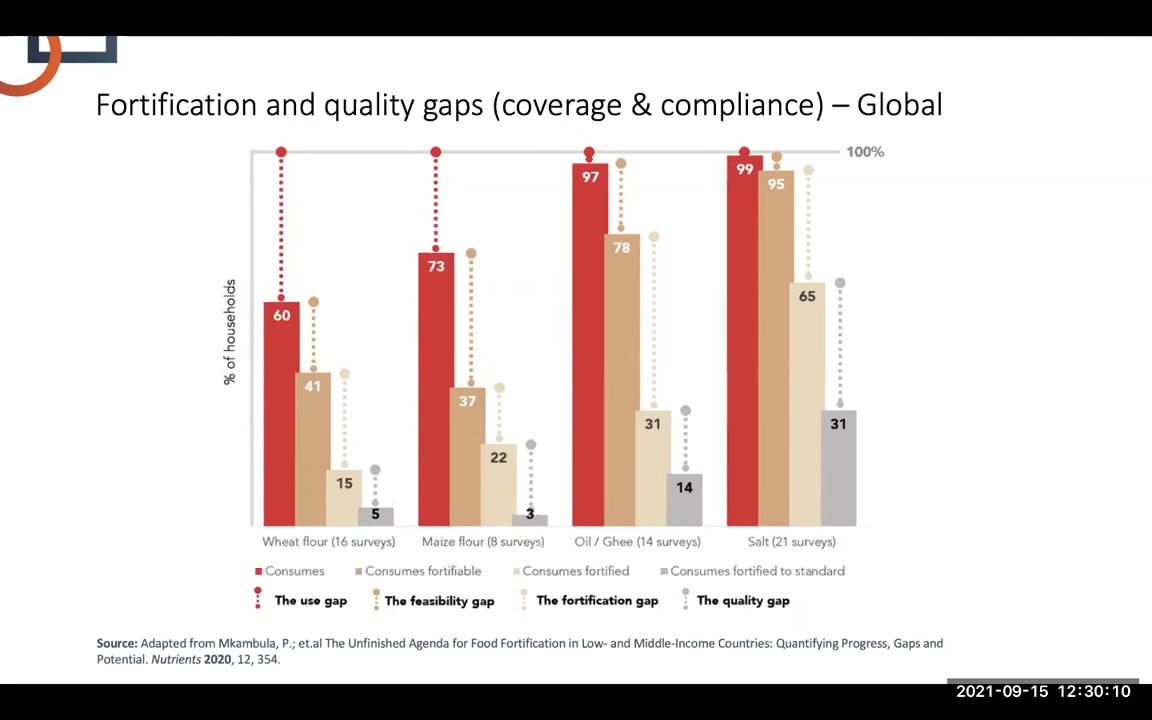 Fortification and quality gaps (coverage & compliance) – Global
100%
% of households
60
41
15
5
73
37
22
3
97
78
31
14
99
95
65
31
Wheat flour (16 surveys)
Maize flour (8 surveys)
Oil / Ghee (14 surveys)
Salt (21 surveys)
Consumes
Consumes fortifiable
Consumes fortified
Consumes fortified to standard
The use gap
The feasibility gap
The fortification gap
The quality gap
Source: Adapted from Mkambula, P.; et.al The Unfinished Agenda for Food Fortification in Low- and Middle-Income Countries: Quantifying Progress, Gaps and
Potential. Nutrients 2020, 12, 354.
2021-09-15 12:30:10